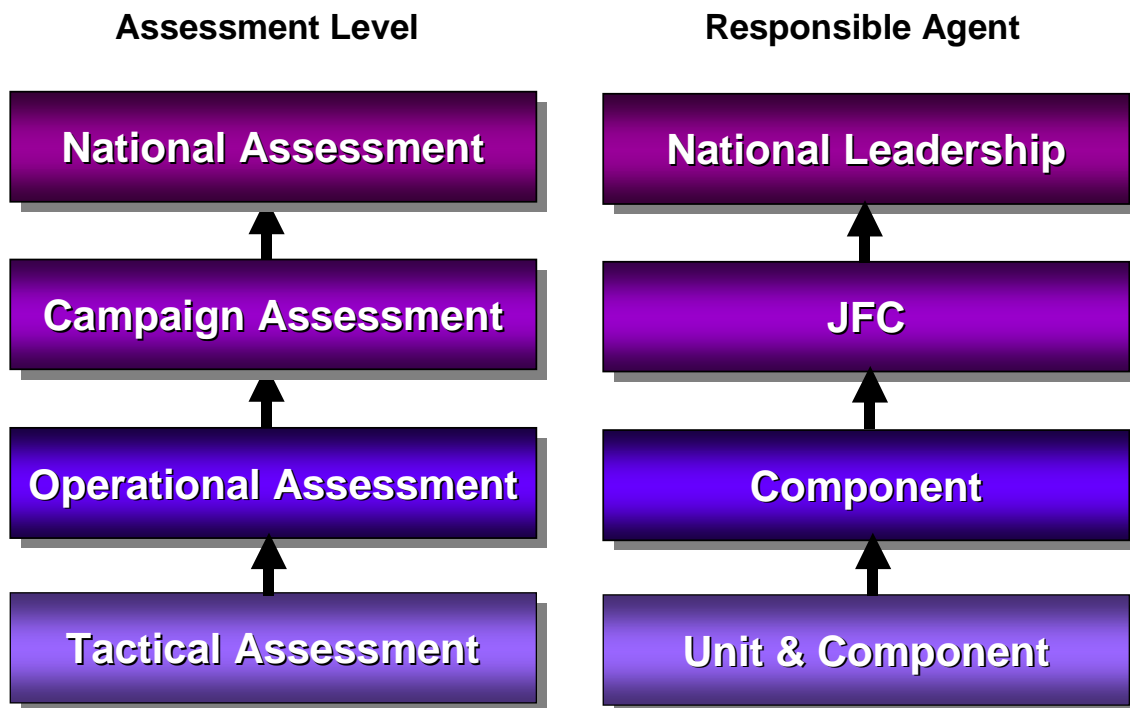 Assessment Level
Responsible Agent
National Assessment
National Leadership
Campaign Assessment
JFC
Operational Assessment
Component
Tactical Assessment
Unit & Component